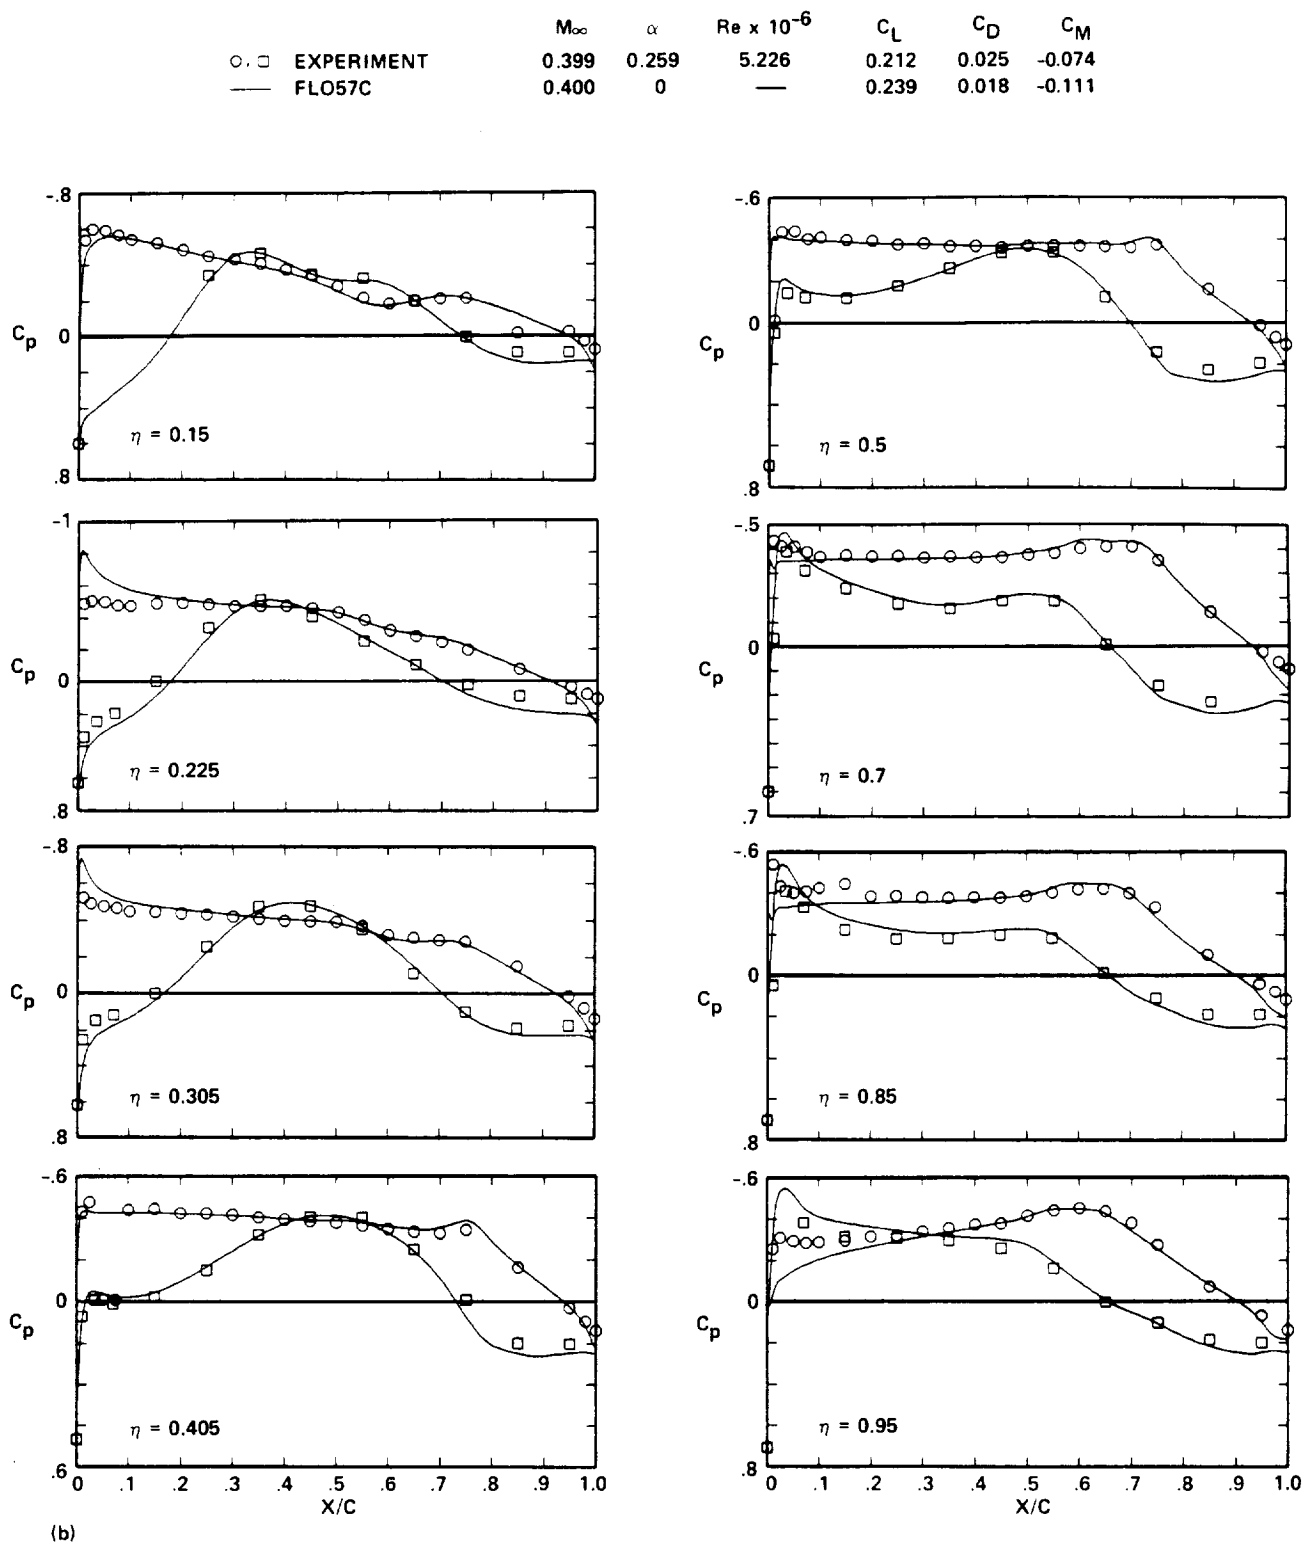 M∞ α Re x 10⁻⁶ C_L C_D C_M
○, □ EXPERIMENT 0.399 0.259 5.226 0.212 0.025 -0.074
— FLO57C 0.400 0 — 0.239 0.018 -0.111
-.8
C_p
0
η = 0.15
.8
-1
C_p
0
η = 0.225
.8
-.8
C_p
0
η = 0.305
.8
-.6
0
C_p
η = 0.405
.6
0 .1 .2 .3 .4 .5 .6 .7 .8 .9 1.0
X/C
-.6
0
C_p
η = 0.5
.8
-.5
0
C_p
η = 0.7
.7
-.6
0
C_p
η = 0.85
.8
-.6
0
C_p
η = 0.95
.8
0 .1 .2 .3 .4 .5 .6 .7 .8 .9 1.0
X/C
(b)